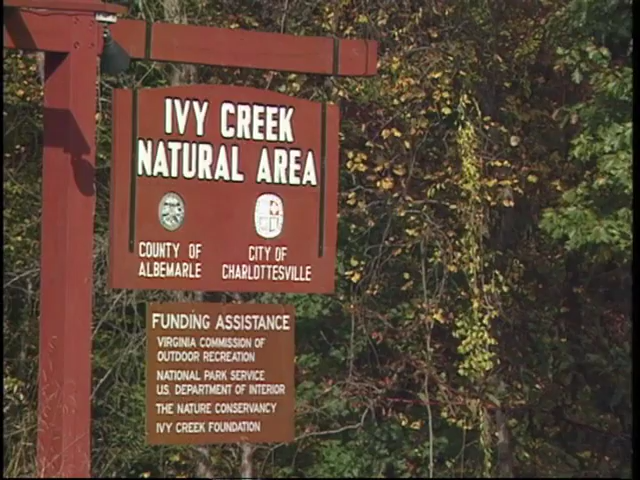 IVY CREEK
NATURAL AREA
COUNTY OF
ALBEMARLE
CITY OF
CHARLOTTESVILLE
FUNDING ASSISTANCE
VIRGINIA COMMISSION OF
OUTDOOR RECREATION
NATIONAL PARK SERVICE
U.S. DEPARTMENT OF INTERIOR
THE NATURE CONSERVANCY
IVY CREEK FOUNDATION